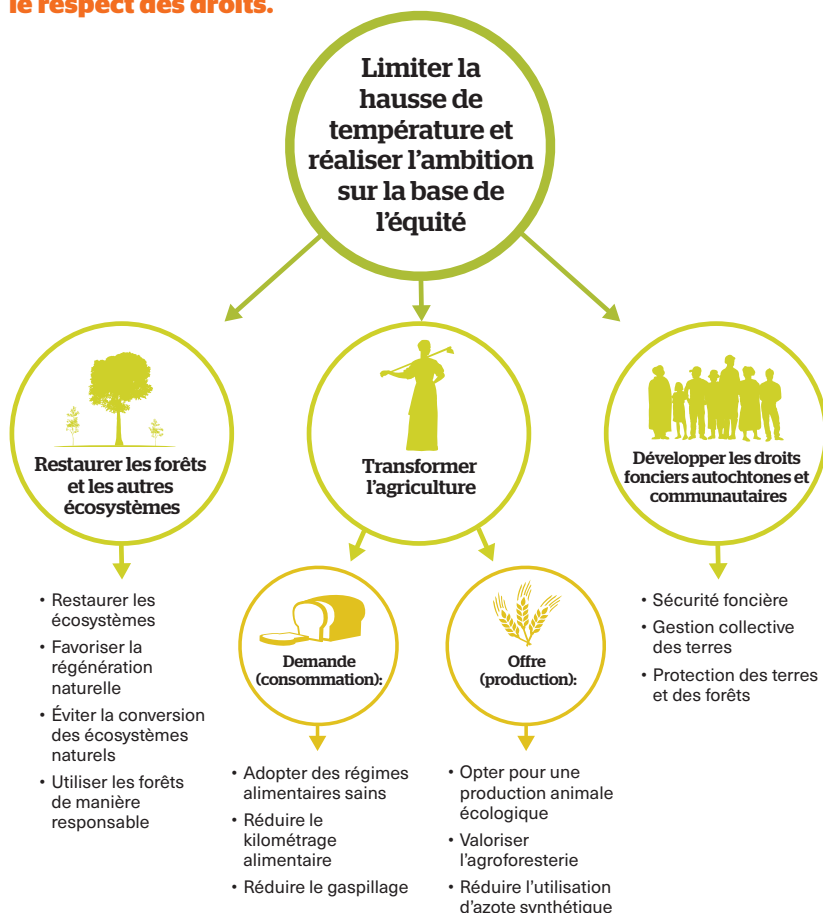 le respect des droits.
Limiter la
hausse de
température et
réaliser l'ambition
sur la base de
l'équité
Restaurer les forêts
et les autres
écosystèmes
• Restaurer les
écosystèmes
• Favoriser la
régénération
naturelle
• Éviter la conversion
des écosystèmes
naturels
• Utiliser les forêts
de manière
responsable
Transformer
l'agriculture
Demande
(consommation):
• Adopter des régimes
alimentaires sains
• Réduire le
kilométrage
alimentaire
• Réduire le gaspillage
Offre
(production):
• Opter pour une
production animale
écologique
• Valoriser
l'agroforesterie
• Réduire l'utilisation
d'azote synthétique
Développer les droits
fonciers autochtones et
communautaires
• Sécurité foncière
• Gestion collective
des terres
• Protection des terres
et des forêts